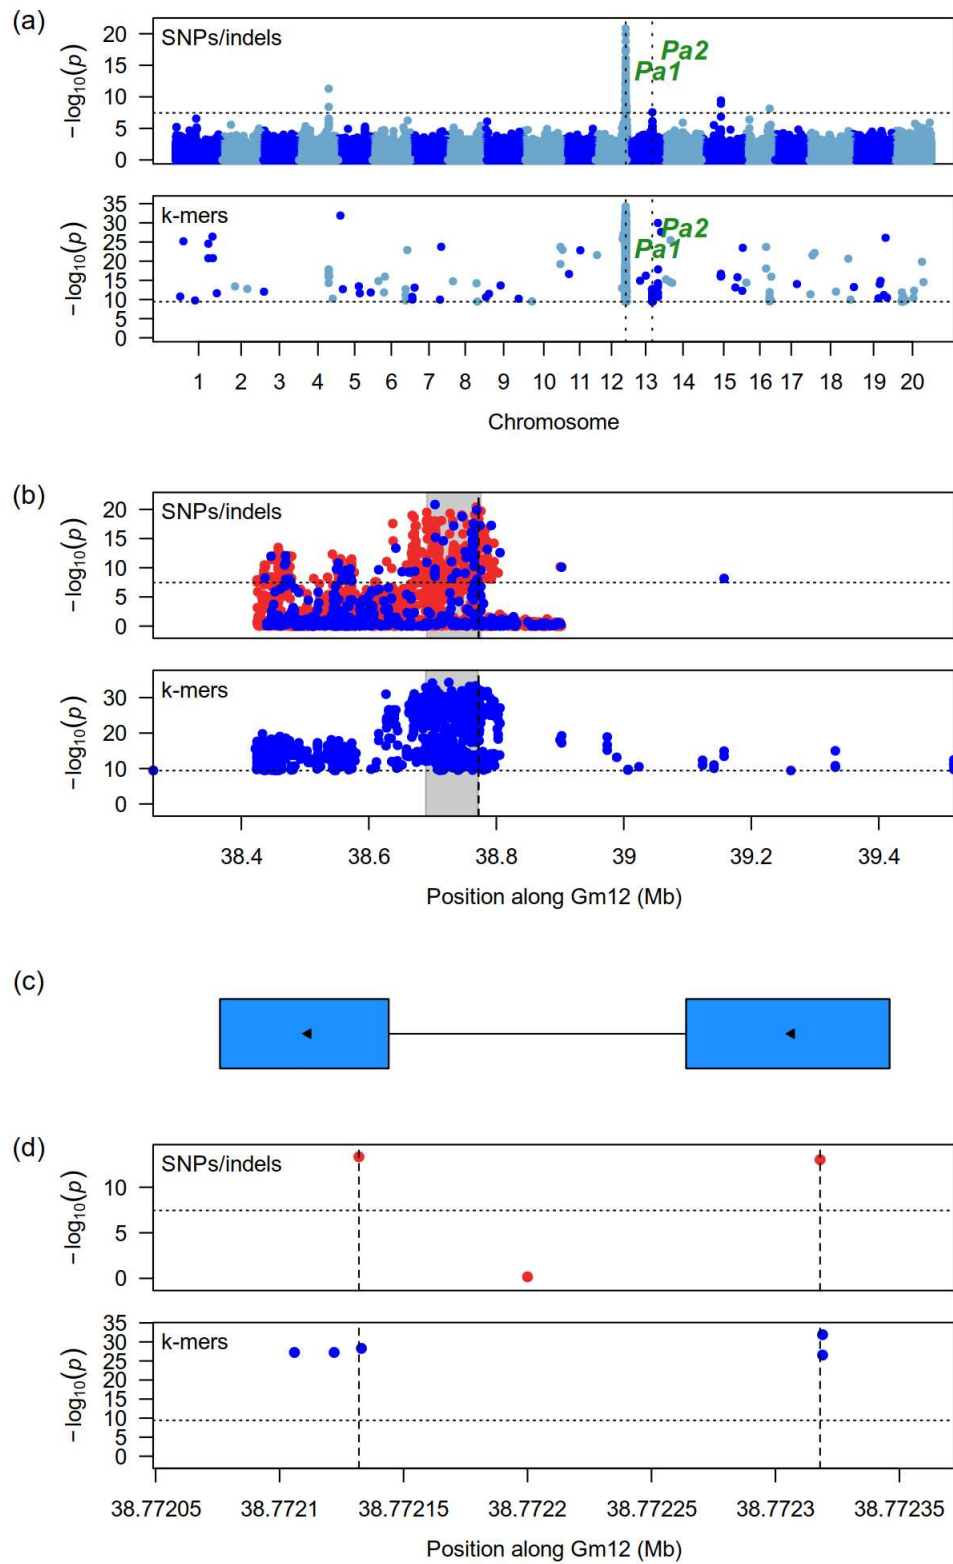 (a)
SNPs/indels
Pa1
Pa2
−log10(p)
20
15
10
5
0
k-mers
Pa1
Pa2
−log10(p)
35
30
25
20
15
10
5
0
1 2 3 4 5 6 7 8 9 10 11 12 13 14 15 16 17 18 19 20
Chromosome
(b)
SNPs/indels
−log10(p)
20
15
10
5
0
k-mers
−log10(p)
30
20
10
0
38.4 38.6 38.8 39 39.2 39.4
Position along Gm12 (Mb)
(c)
(d)
SNPs/indels
−log10(p)
10
5
0
k-mers
−log10(p)
35
30
25
20
15
10
5
0
38.77205 38.7721 38.77215 38.7722 38.77225 38.7723 38.77235
Position along Gm12 (Mb)